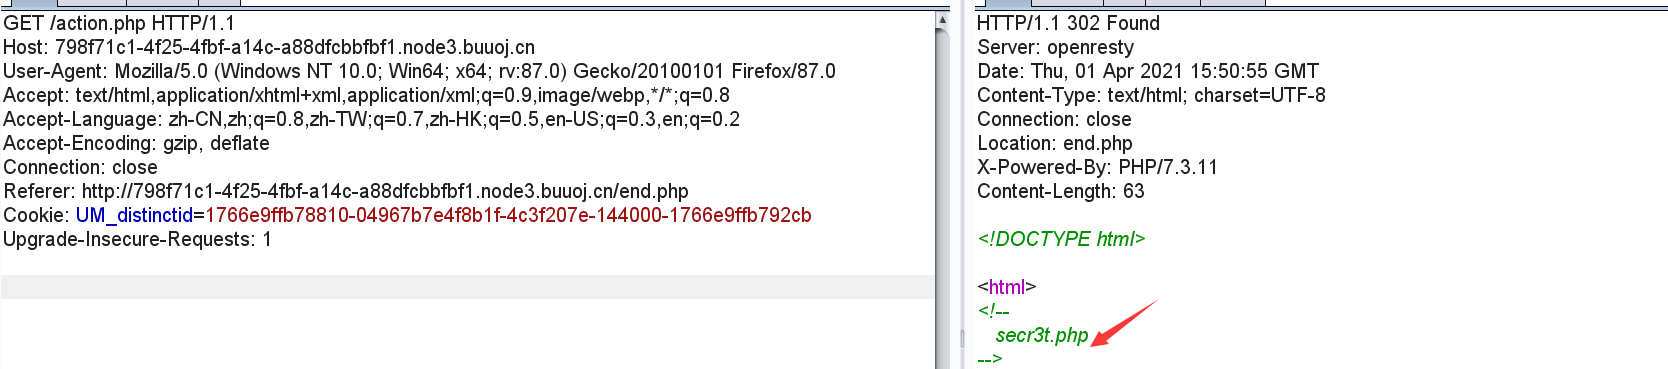 GET /action.php HTTP/1.1
Host: 798f71c1-4f25-4fbf-a14c-a88dfcbbfbf1.node3.buuoj.cn
User-Agent: Mozilla/5.0 (Windows NT 10.0; Win64; x64; rv:87.0) Gecko/20100101 Firefox/87.0
Accept: text/html,application/xhtml+xml,application/xml;q=0.9,image/webp,*/*;q=0.8
Accept-Language: zh-CN,zh;q=0.8,zh-TW;q=0.7,zh-HK;q=0.5,en-US;q=0.3,en;q=0.2
Accept-Encoding: gzip, deflate
Connection: close
Referer: http://798f71c1-4f25-4fbf-a14c-a88dfcbbfbf1.node3.buuoj.cn/end.php
Cookie: UM_distinctid=1766e9ffb78810-04967b7e4f8b1f-4c3f207e-144000-1766e9ffb792cb
Upgrade-Insecure-Requests: 1
HTTP/1.1 302 Found
Server: openresty
Date: Thu, 01 Apr 2021 15:50:55 GMT
Content-Type: text/html; charset=UTF-8
Connection: close
Location: end.php
X-Powered-By: PHP/7.3.11
Content-Length: 63
<!DOCTYPE html>
<html>
<!--
secr3t.php
-->